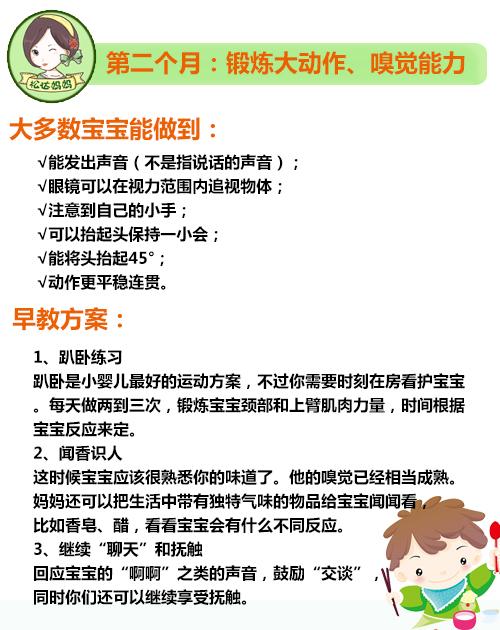 第二个月：锻炼大动作、嗅觉能力
松达妈妈
大多数宝宝能做到：
√能发出声音（不是指说话的声音）；
√眼镜可以在视力范围内追视物体；
√注意到自己的小手；
√可以抬起头保持一小会；
√能将头抬起45°；
√动作更平稳连贯。
早教方案：
1、趴卧练习
趴卧是小婴儿最好的运动方案，不过你需要时刻在房看护宝宝
。每天做两到三次，锻炼宝宝颈部和上臂肌肉力量，时间根据
宝宝反应来定。
2、闻香识人
这时候宝宝应该很熟悉你的味道了。他的嗅觉已经相当成熟。
妈妈还可以把生活中带有独特气味的物品给宝宝闻闻看，
比如香皂、醋，看看宝宝会有什么不同反应。
3、继续“聊天”和抚触
回应宝宝的“啊啊”之类的声音，鼓励“交谈”，
同时你们还可以继续享受抚触。